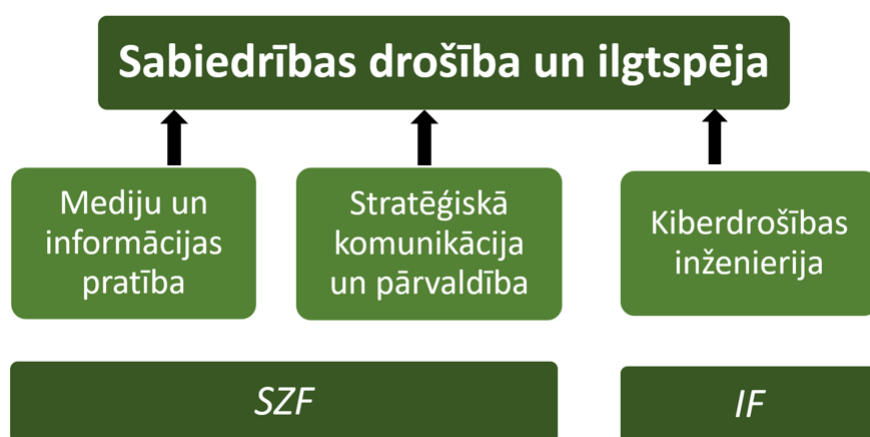 Sabiedrības drošība un ilgtspēja
Mediju un
informācijas
pratība
Stratēģiskā
komunikācija
un pārvaldība
Kiberdrošības
inženierija
SZF
IF